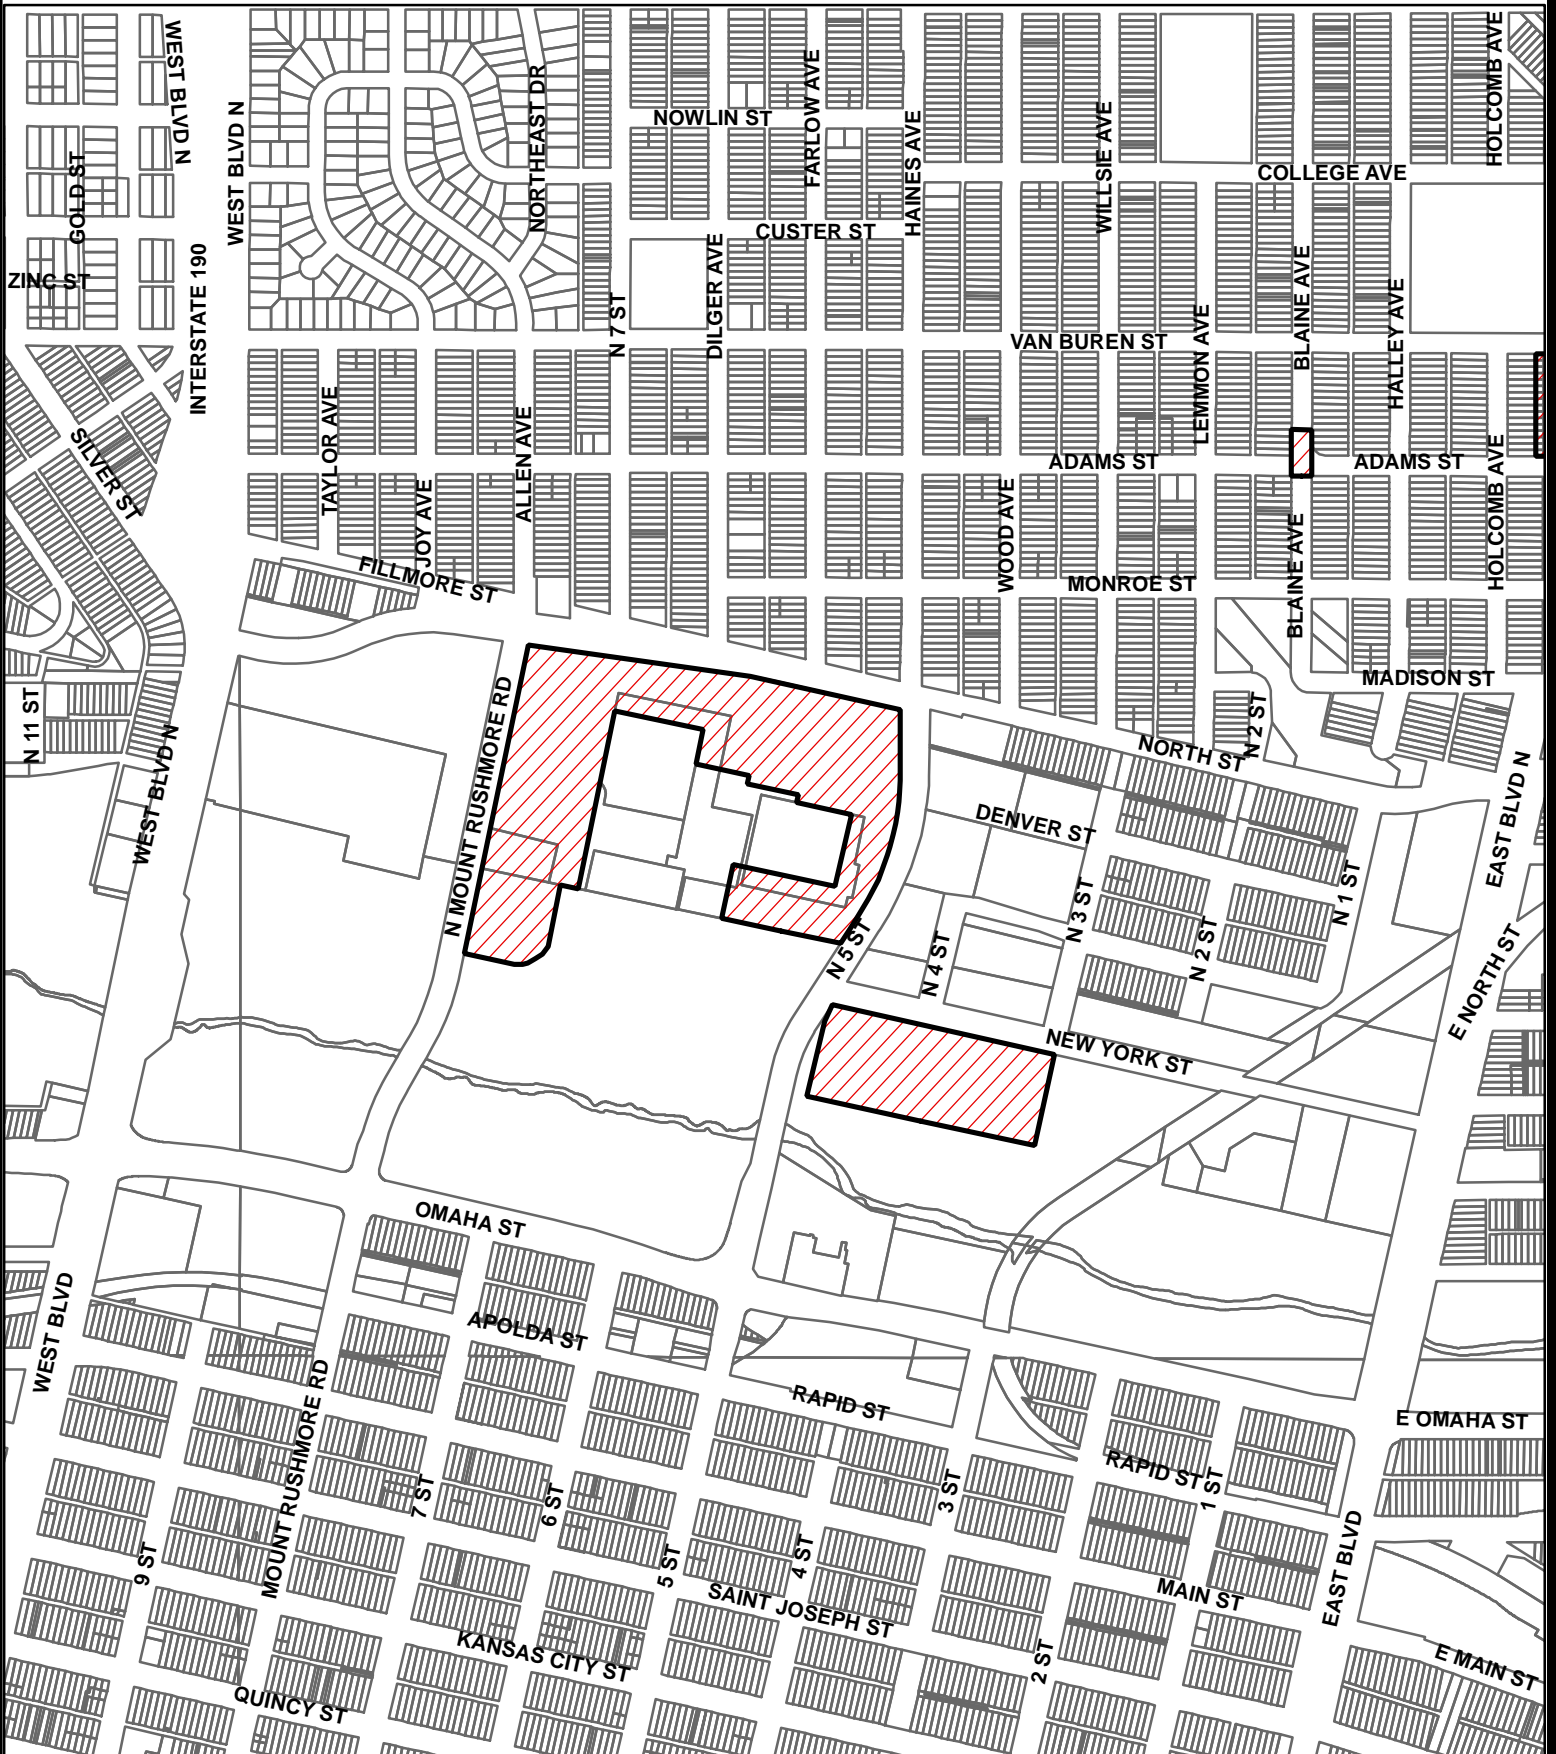 WEST BLVD N
HOLCOMB AVE
WEST BLVD N
NORTHEAST DR
FARLOW AVE
NOWLIN ST
HAINES AVE
WILLSIE AVE
COLLEGE AVE
GOLD ST
CUSTER ST
ZINC ST
INTERSTATE 190
N 7 ST
DILGER AVE
BLAINE AVE
VAN BUREN ST
LEMMON AVE
HALLEY AVE
TAYLOR AVE
ALLEN AVE
SILVER ST
ADAMS ST
ADAMS ST
JOY AVE
WOOD AVE
HOLCOMB AVE
FILLMORE ST
MONROE ST
BLAINE AVE
MADISON ST
N 11 ST
N MOUNT RUSHMORE RD
N 2 ST
NORTH ST
WEST BLVD N
EAST BLVD N
DENVER ST
N 3 ST
N 1 ST
N 5 ST
N 4 ST
N 2 ST
E NORTH ST
NEW YORK ST
OMAHA ST
WEST BLVD
APOLDA ST
RAPID ST
E OMAHA ST
MOUNT RUSHMORE RD
RAPID ST
7 ST
6 ST
3 ST
1 ST
9 ST
5 ST
4 ST
EAST BLVD
SAINT JOSEPH ST
MAIN ST
KANSAS CITY ST
2 ST
E MAIN ST
QUINCY ST